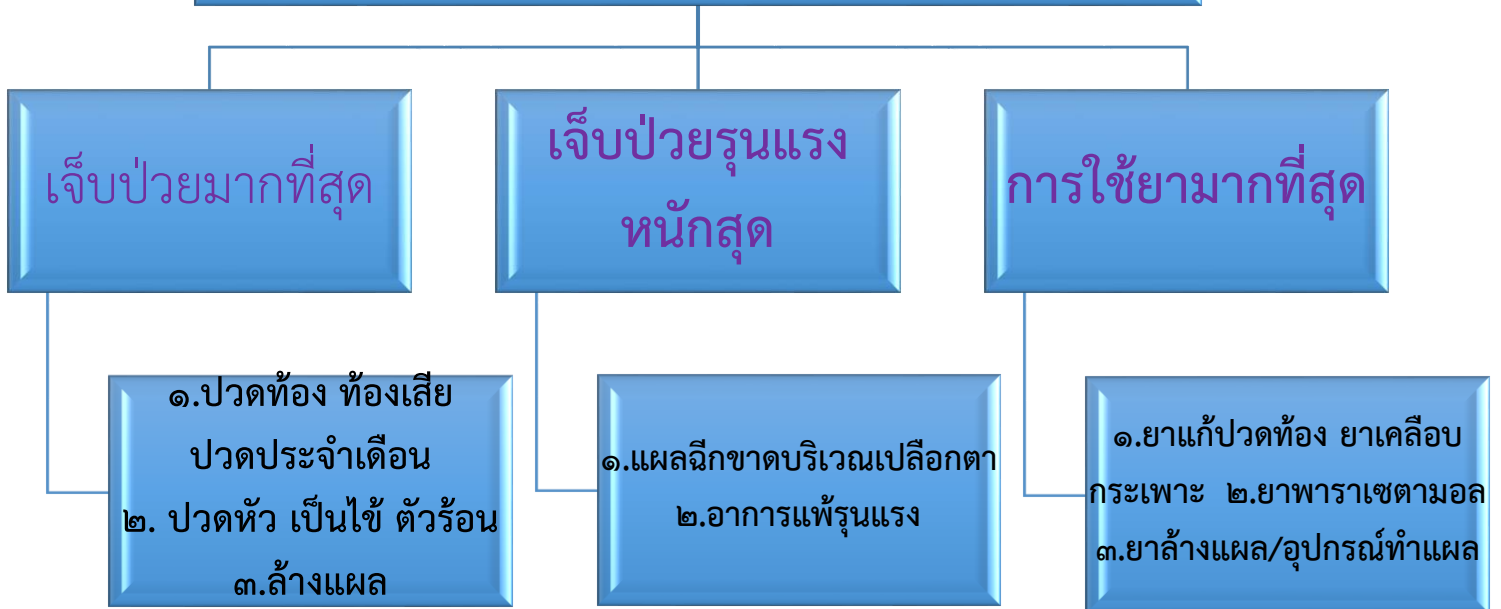 เจ็บป่วยมากที่สุด
เจ็บป่วยรุนแรง
หนักสุด
การใช้ยามากที่สุด
๑.ปวดท้อง ท้องเสีย
ปวดประจำเดือน
๒. ปวดหัว เป็นไข้ ตัวร้อน
๓.ล้างแผล
๑.แผลฉีกขาดบริเวณเปลือกตา
๒.อาการแพ้รุนแรง
๑.ยาแก้ปวดท้อง ยาเคลือบ
กระเพาะ ๒.ยาพาราเซตามอล
๓.ยาล้างแผล/อุปกรณ์ทำแผล